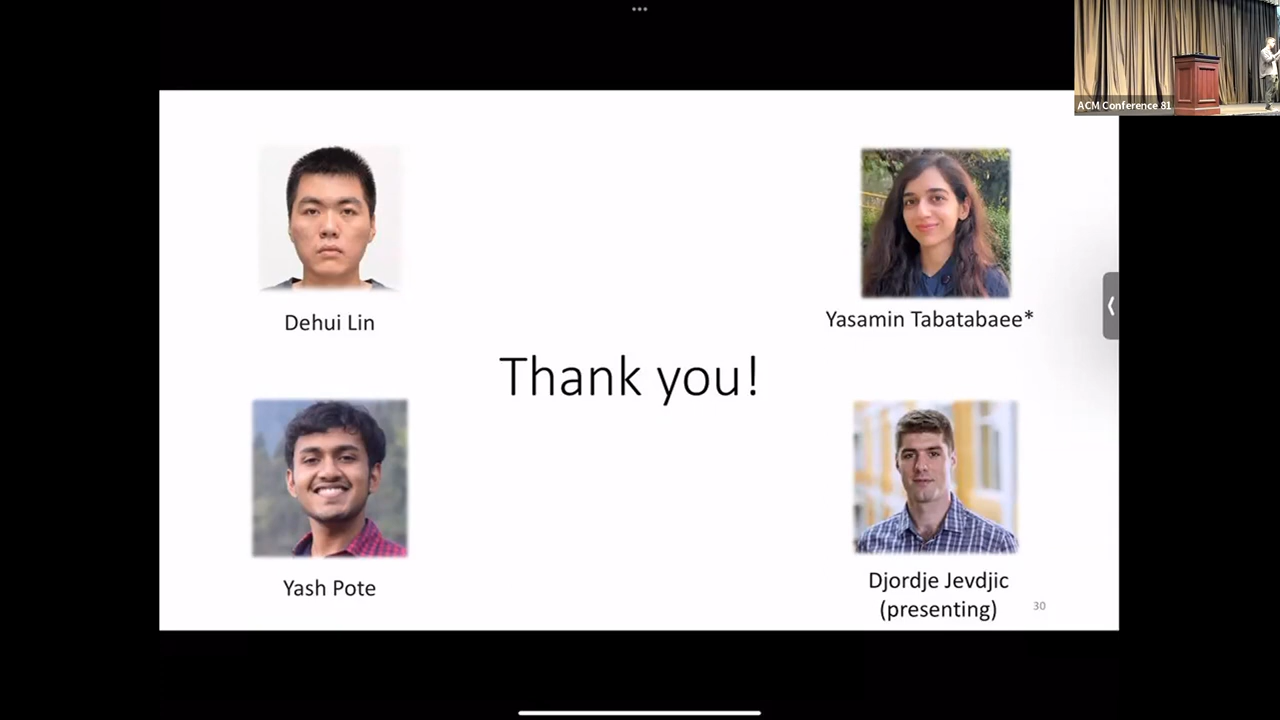 ACM Conference 81
Dehui Lin
Yasamin Tabatabaee*
Thank you!
Yash Pote
Djordje Jevdjic
(presenting)
30